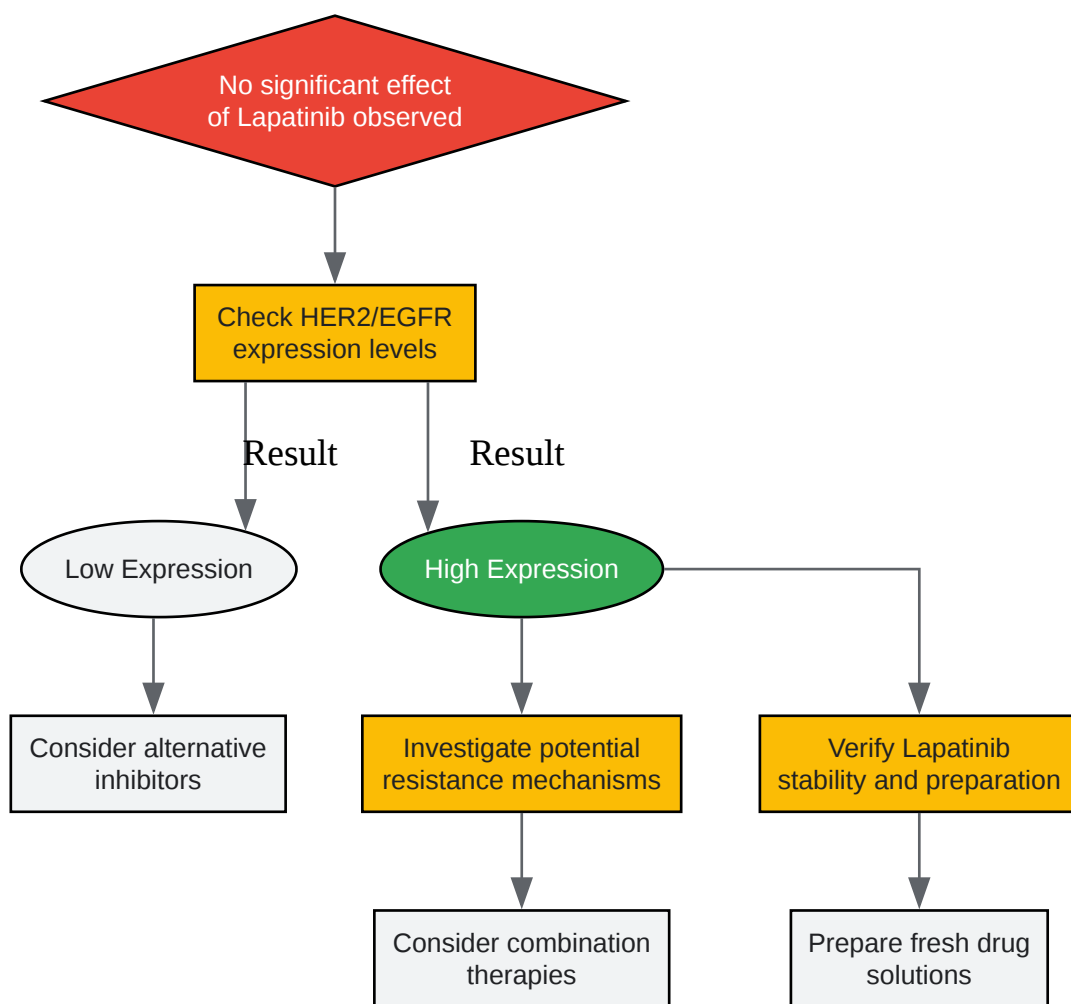 No significant effect
of Lapatinib observed
Check HER2/EGFR
expression levels
Result
Result
Low Expression
High Expression
Consider alternative
inhibitors
Investigate potential
resistance mechanisms
Verify Lapatinib
stability and preparation
Consider combination
therapies
Prepare fresh drug
solutions